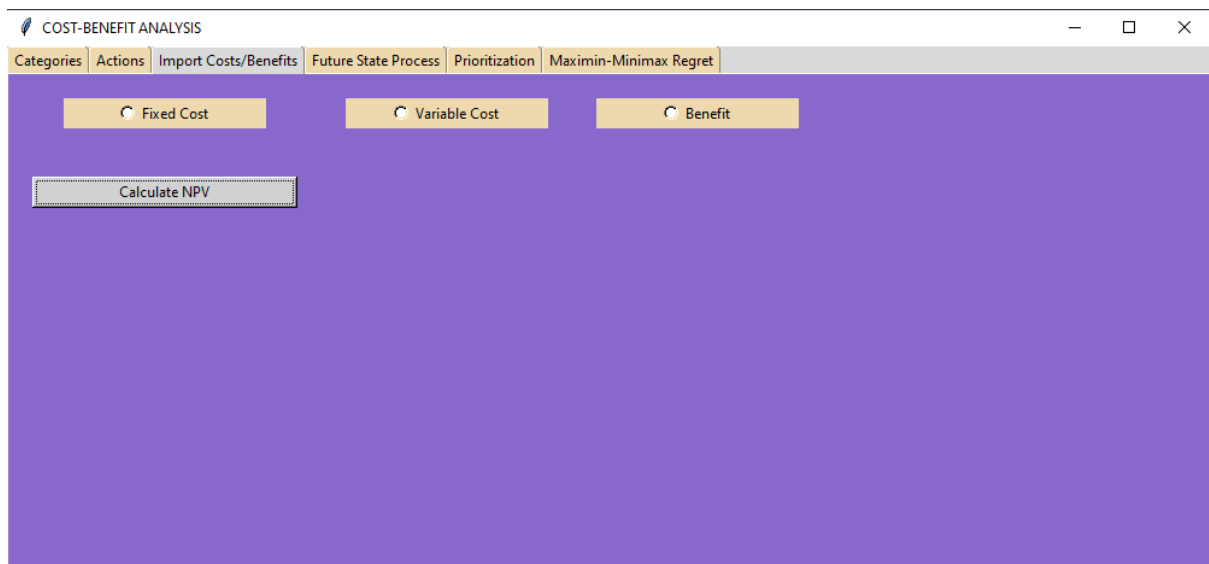 COST-BENEFIT ANALYSIS
Categories Actions Import Costs/Benefits Future State Process Prioritization Maximin-Minimax Regret
Fixed Cost Variable Cost Benefit
Calculate NPV